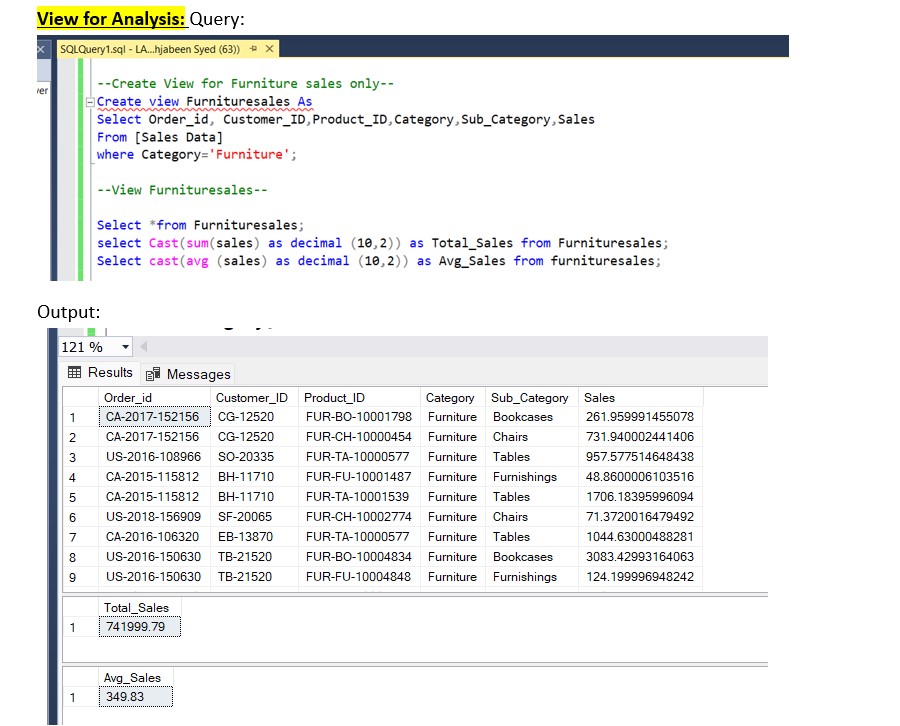 View for Analysis: Query:
SQLQuery1.sql - LA...hjabeen Syed (63))
ver
--Create View for Furniture sales only--
Create view Furnituresales As
Select Order_id, Customer_ID,Product_ID,Category,Sub_Category,Sales
From [Sales Data]
where Category='Furniture';
--View Furnituresales--
Select *from Furnituresales;
select Cast(sum(sales) as decimal (10,2)) as Total_Sales from Furnituresales;
Select cast(avg (sales) as decimal (10,2)) as Avg_Sales from furnituresales;
Output:
121 %
Results Messages
Order_id Customer_ID Product_ID Category Sub_Category Sales
1 CA-2017-152156 CG-12520 FUR-BO-10001798 Furniture Bookcases 261.959991455078
2 CA-2017-152156 CG-12520 FUR-CH-10000454 Furniture Chairs 731.940002441406
3 US-2016-108966 SO-20335 FUR-TA-10000577 Furniture Tables 957.577514648438
4 CA-2015-115812 BH-11710 FUR-FU-10001487 Furniture Furnishings 48.8600006103516
5 CA-2015-115812 BH-11710 FUR-TA-10001539 Furniture Tables 1706.18395996094
6 US-2018-156909 SF-20065 FUR-CH-10002774 Furniture Chairs 71.3720016479492
7 CA-2016-106320 EB-13870 FUR-TA-10000577 Furniture Tables 1044.63000488281
8 US-2016-150630 TB-21520 FUR-BO-10004834 Furniture Bookcases 3083.42993164063
9 US-2016-150630 TB-21520 FUR-FU-10004848 Furniture Furnishings 124.199996948242
Total_Sales
1 741999.79
Avg_Sales
1 349.83